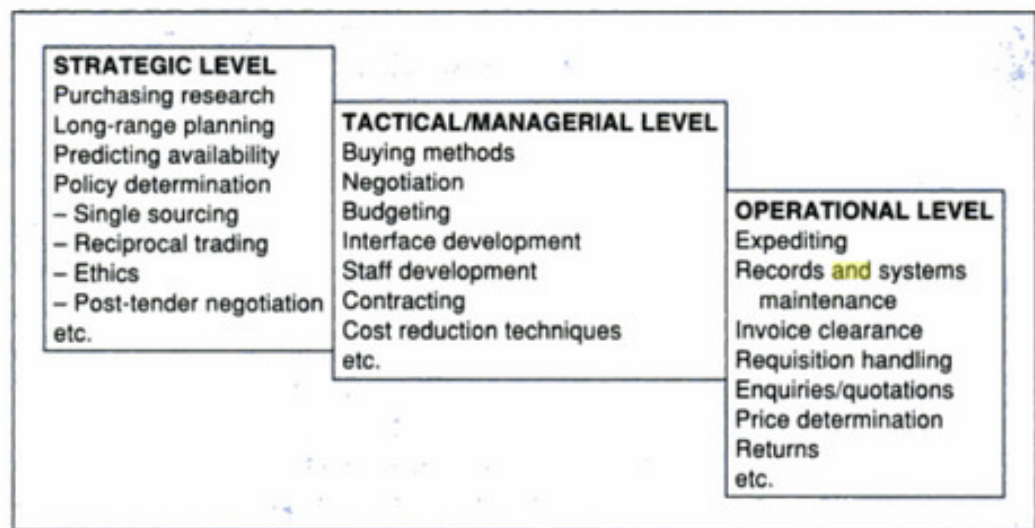 STRATEGIC LEVEL
Purchasing research
Long-range planning
Predicting availability
Policy determination
– Single sourcing
– Reciprocal trading
– Ethics
– Post-tender negotiation
etc.
TACTICAL/MANAGERIAL LEVEL
Buying methods
Negotiation
Budgeting
Interface development
Staff development
Contracting
Cost reduction techniques
etc.
OPERATIONAL LEVEL
Expediting
Records and systems
maintenance
Invoice clearance
Requisition handling
Enquiries/quotations
Price determination
Returns
etc.